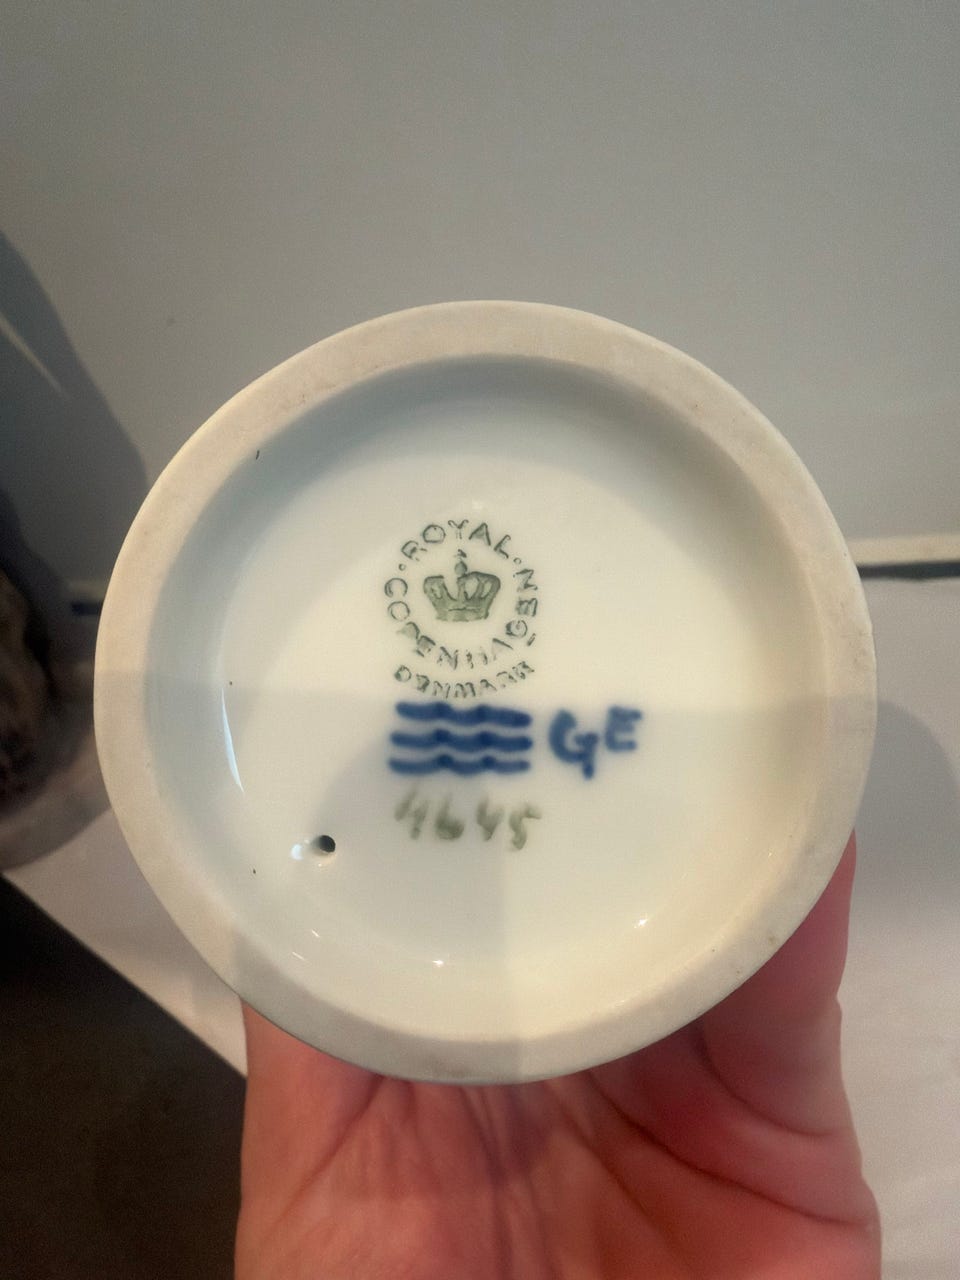 ROYAL
COPENHAGEN
DENMARK
GE
4645